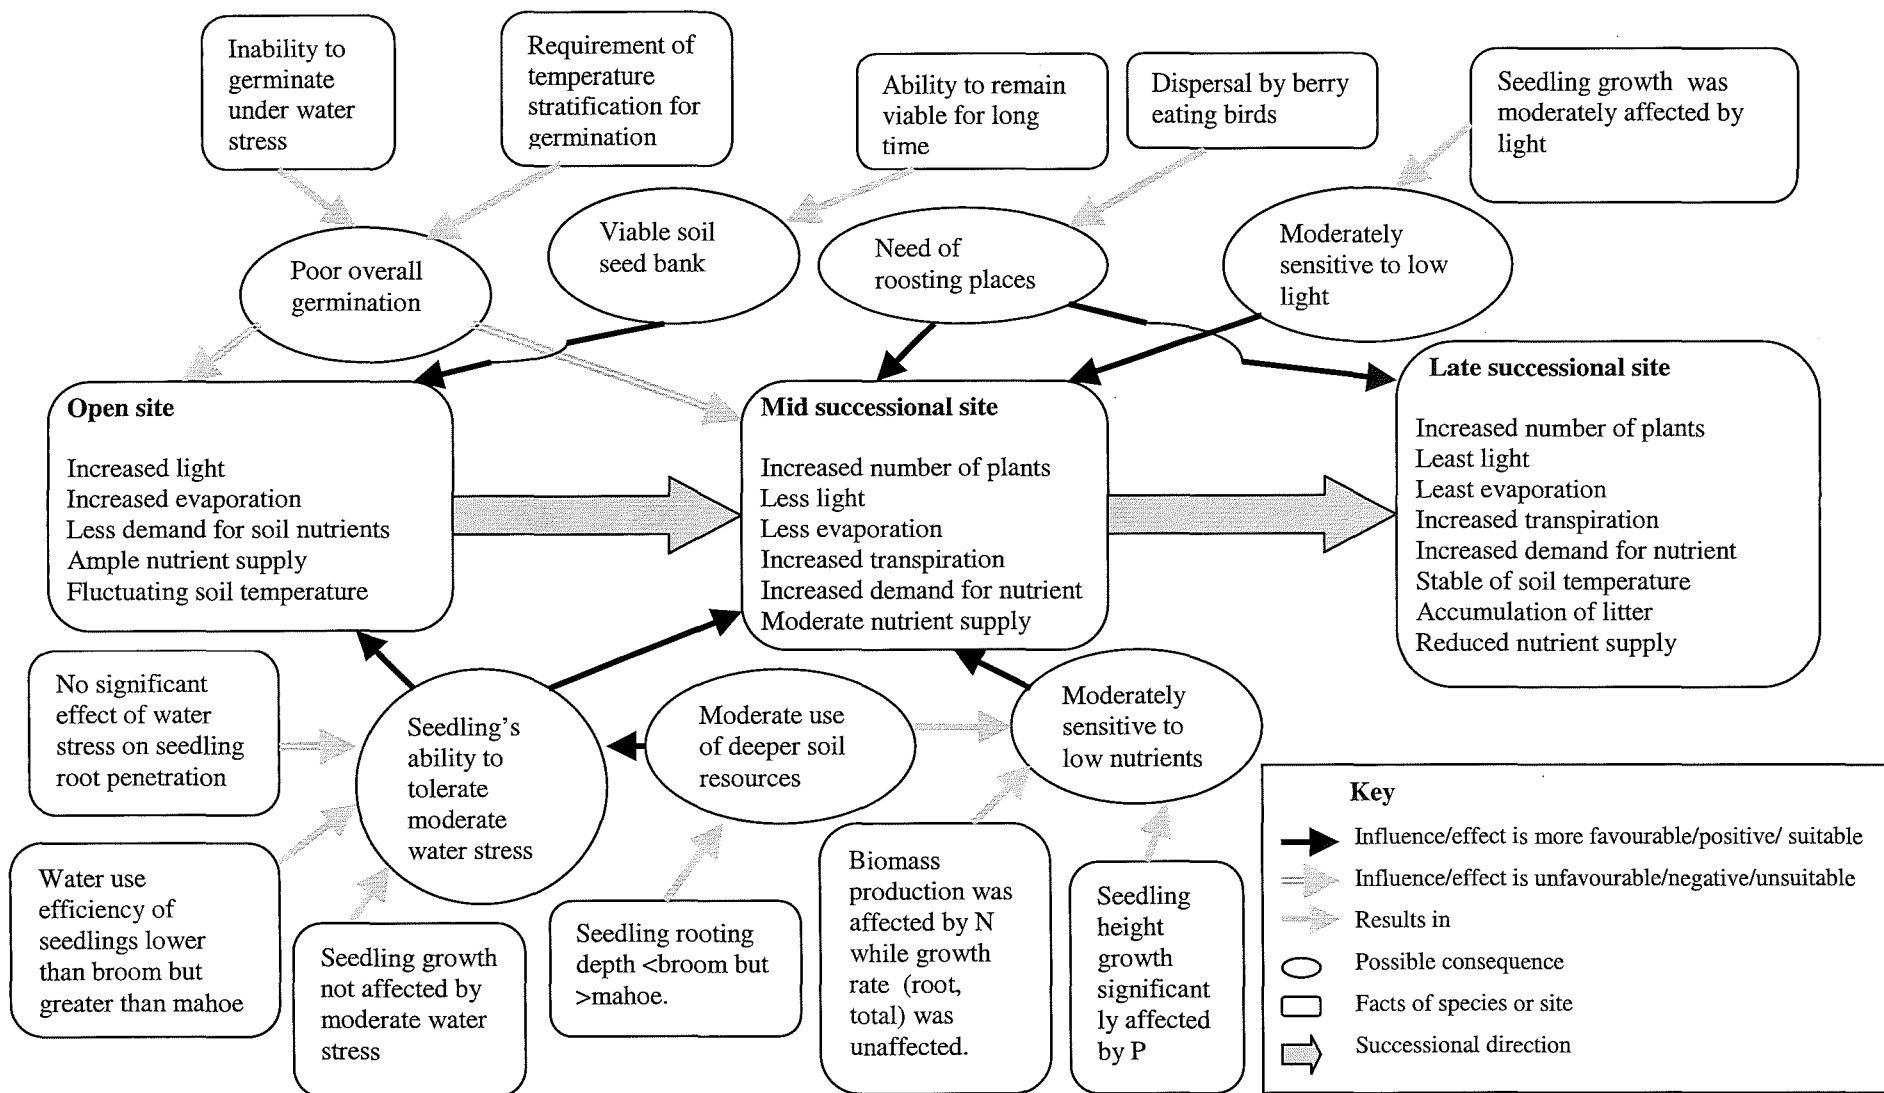 Inability to
germinate
under water
stress
Requirement of
temperature
stratification for
germination
Ability to remain
viable for long
time
Dispersal by berry
eating birds
Seedling growth was
moderately affected by
light
Poor overall
germination
Viable soil
seed bank
Need of
roosting places
Moderately
sensitive to low
light
Open site
Increased light
Increased evaporation
Less demand for soil nutrients
Ample nutrient supply
Fluctuating soil temperature
Mid successional site
Increased number of plants
Less light
Less evaporation
Increased transpiration
Increased demand for nutrient
Moderate nutrient supply
Late successional site
Increased number of plants
Least light
Least evaporation
Increased transpiration
Increased demand for nutrient
Stable of soil temperature
Accumulation of litter
Reduced nutrient supply
No significant
effect of water
stress on seedling
root penetration
Seedling's
ability to
tolerate
moderate
water stress
Moderate use
of deeper soil
resources
Moderately
sensitive to
low nutrients
Water use
efficiency of
seedlings lower
than broom but
greater than mahoe
Seedling growth
not affected by
moderate water
stress
Seedling rooting
depth <broom but
>mahoe.
Biomass
production was
affected by N
while growth
rate (root,
total) was
unaffected.
Seedling
height
growth
significant
ly affected
by P
Key
Influence/effect is more favourable/positive/ suitable
Influence/effect is unfavourable/negative/unsuitable
Results in
Possible consequence
Facts of species or site
Successional direction